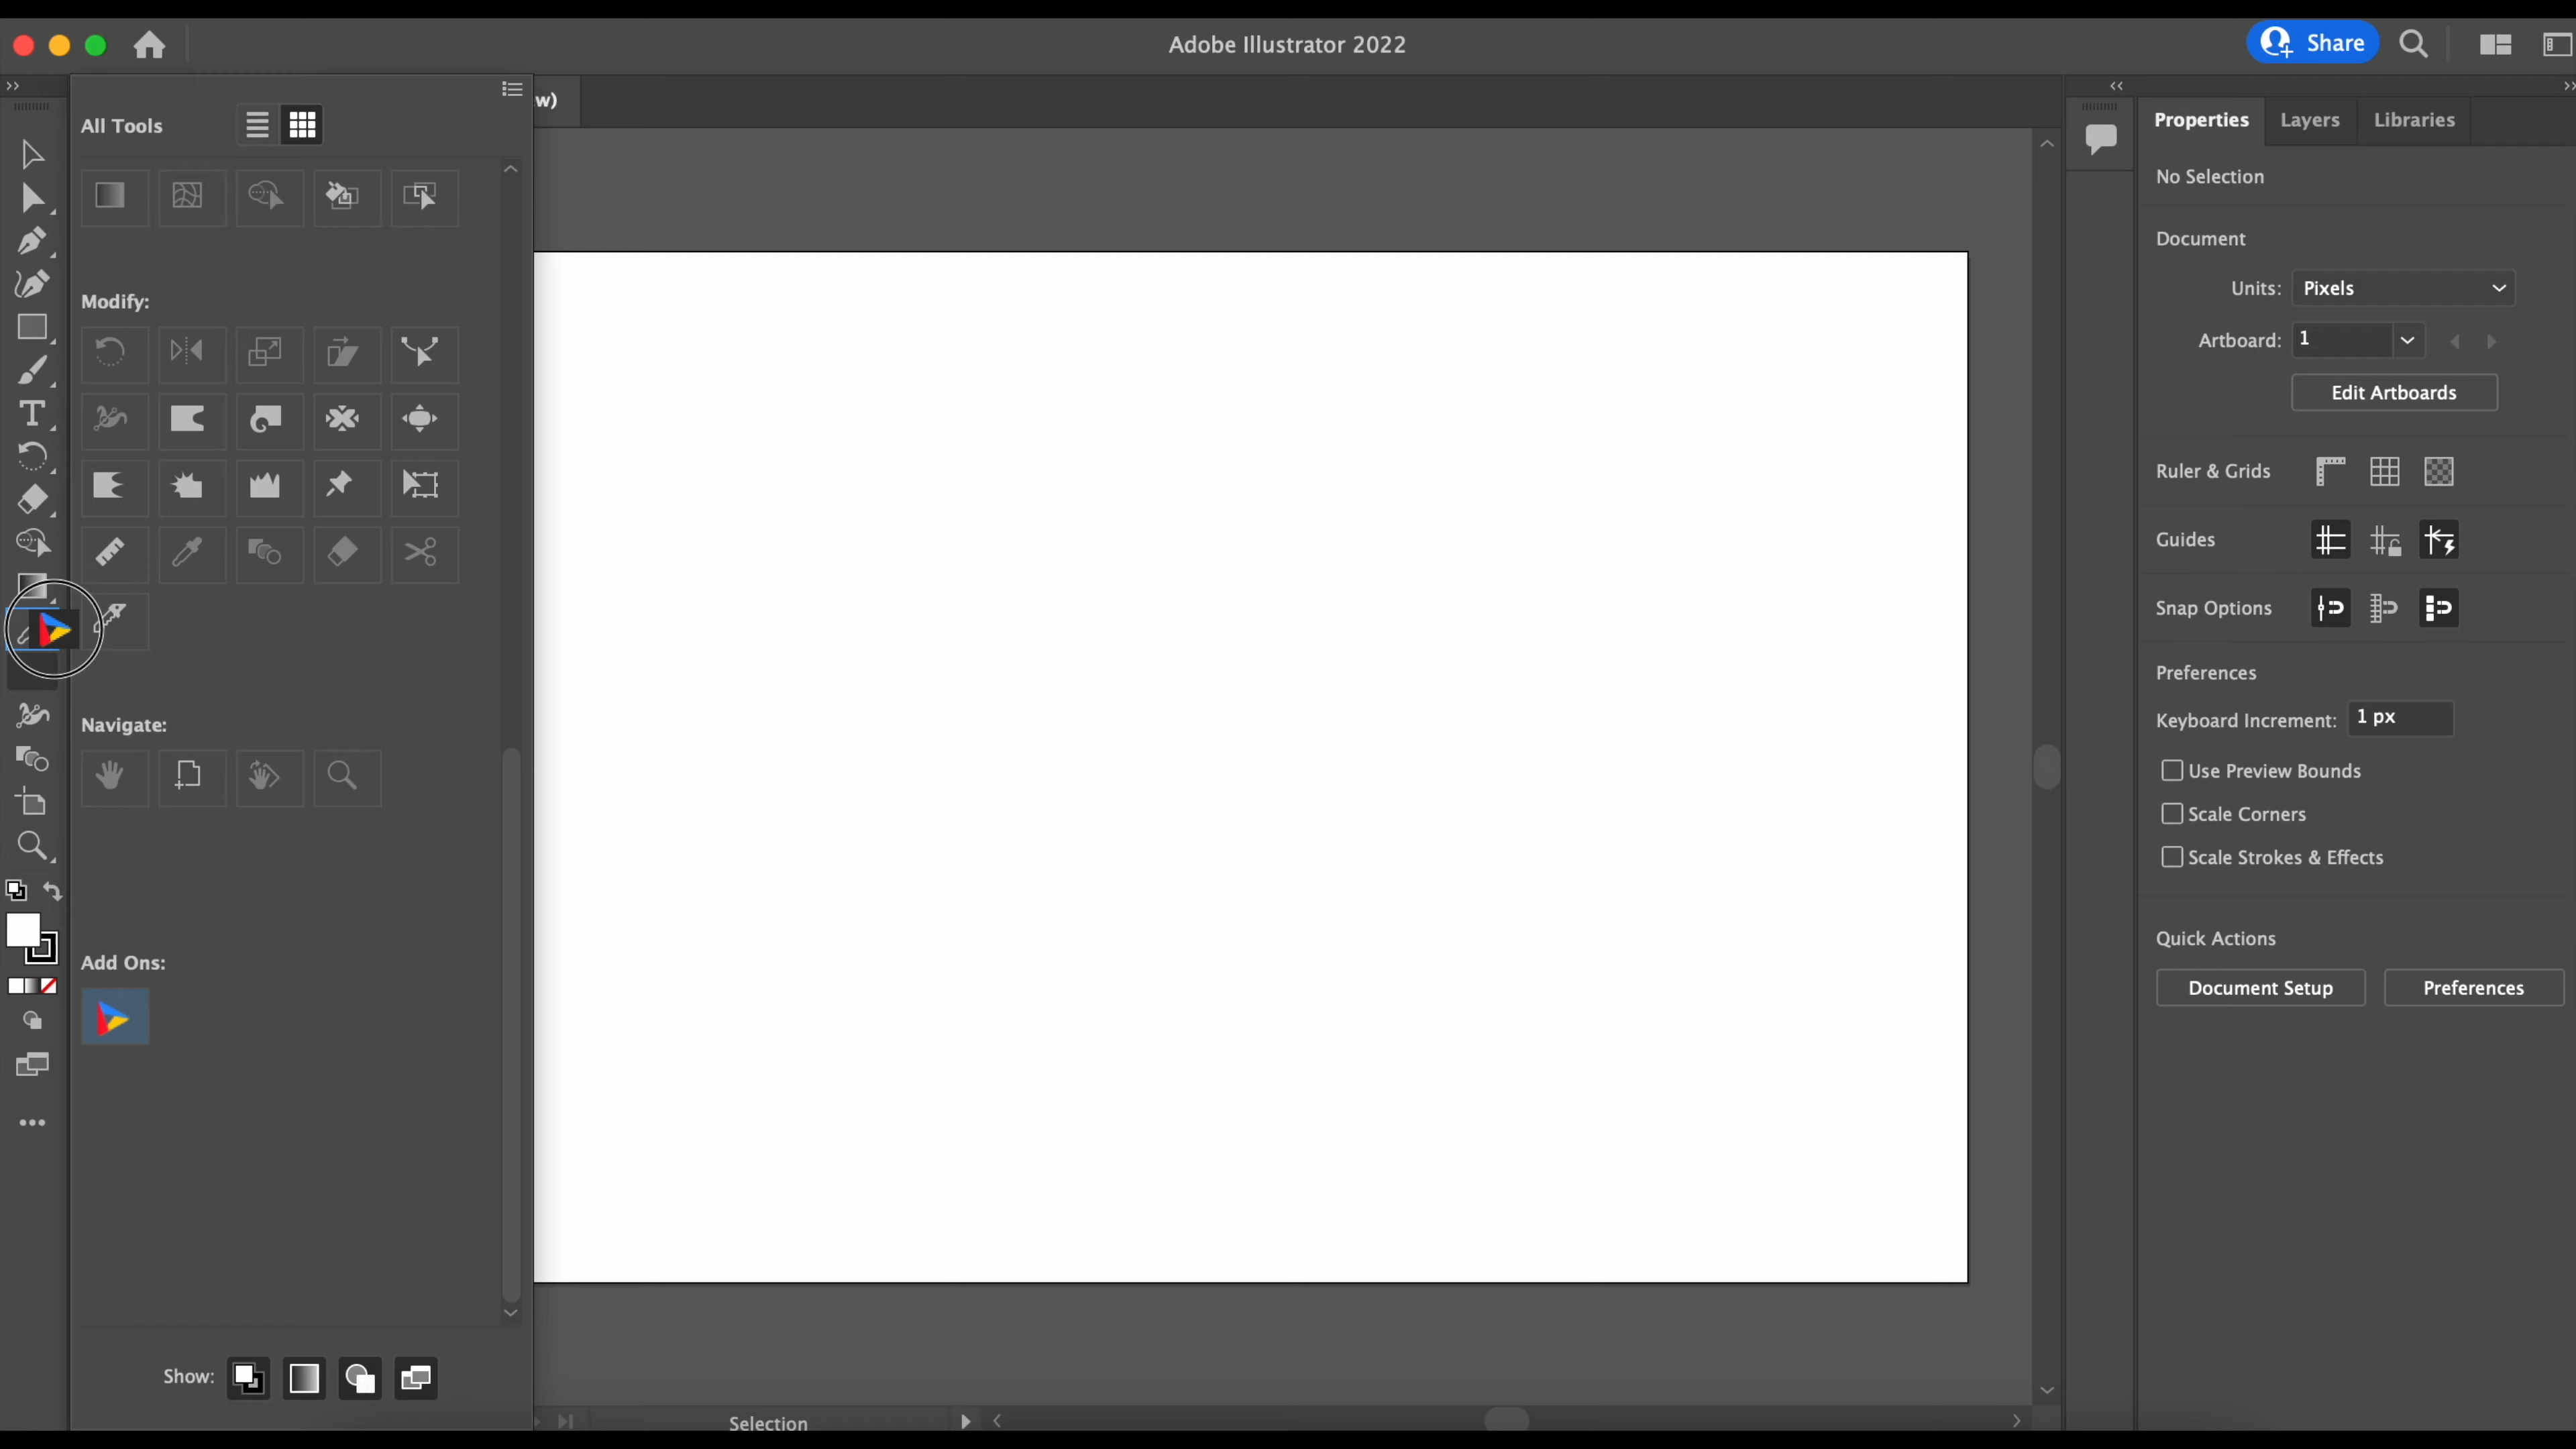 Adobe Illustrator 2022
Share
w)
All Tools
Modify:
Navigate:
Add Ons:
Show:
Selection
Properties
Layers
Libraries
No Selection
Document
Units: Pixels
Artboard: 1
Edit Artboards
Ruler & Grids
Guides
Snap Options
Preferences
Keyboard Increment: 1 px
Use Preview Bounds
Scale Corners
Scale Strokes & Effects
Quick Actions
Document Setup
Preferences